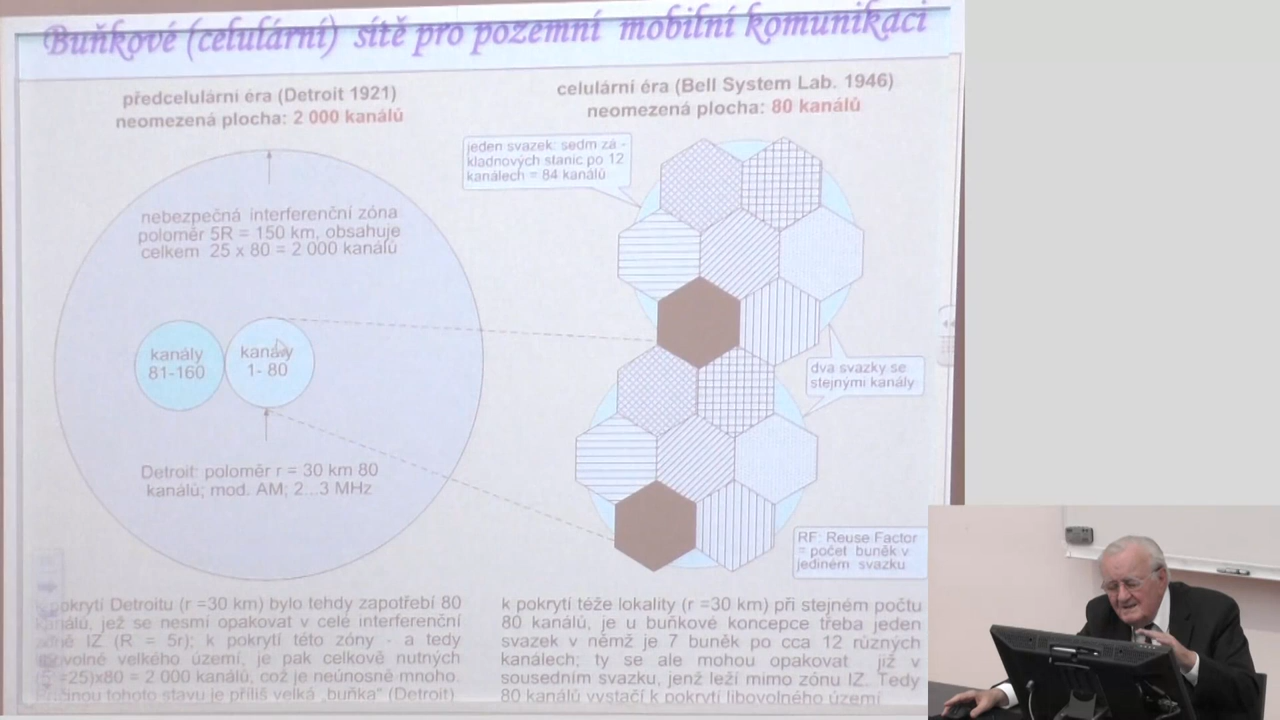 Buňkové (celulární) sítě pro pozemní mobilní komunikaci
předcelulární éra (Detroit 1921)
neomezená plocha: 2 000 kanálů
celulární éra (Bell System Lab. 1946)
neomezená plocha: 80 kanálů
jeden svazek: sedm zá -
kladnových stanic po 12
kanálech = 84 kanálů
nebezpečná interferenční zóna
poloměr 5R = 150 km, obsahuje
celkem 25 x 80 = 2 000 kanálů
kanály
81-160
kanály
1- 80
dva svazky se
stejnými kanály
Detroit: poloměr r = 30 km 80
kanálů; mod. AM; 2...3 MHz
RF: Reuse Factor
= počet buněk v
jediném svazku
pokrytí Detroitu (r =30 km) bylo tehdy zapotřebí 80
jež se nesmí opakovat v celé interferenční
IZ (R = 5r); k pokrytí této zóny - a tedy
velkého území, je pak celkově nutných
=25)x80 = 2 000 kanálů, což je neúnosně mnoho.
tohoto stavu je příliš velká „buňka" (Detroit)
k pokrytí téže lokality (r =30 km) při stejném počtu
80 kanálů, je u buňkové koncepce třeba jeden
svazek v němž je 7 buněk po cca 12 různých
kanálech; ty se ale mohou opakovat již v
sousedním svazku, jenž leží mimo zónu IZ. Tedy
80 kanálů vystačí k pokrytí libovolného území